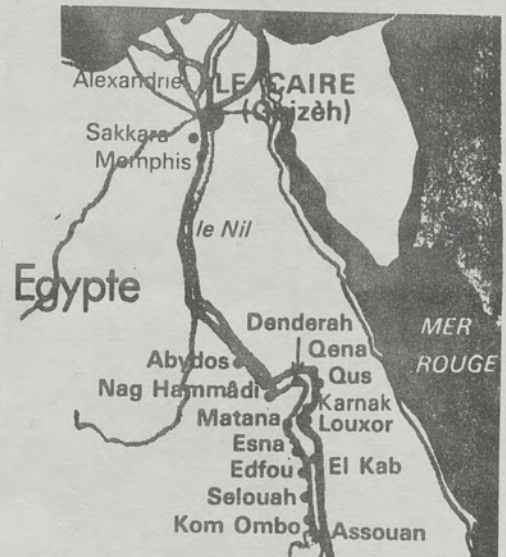 Alexandrie
LE CAIRE
(Ghizèh)
Sakkara
Memphis
le Nil
Egypte
Denderah
Qena
MER
ROUGE
Abydos
Qus
Nag Hammâdi
Karnak
Matana
Louxor
Esna
El Kab
Edfou
Selouah
Kom Ombo
Assouan